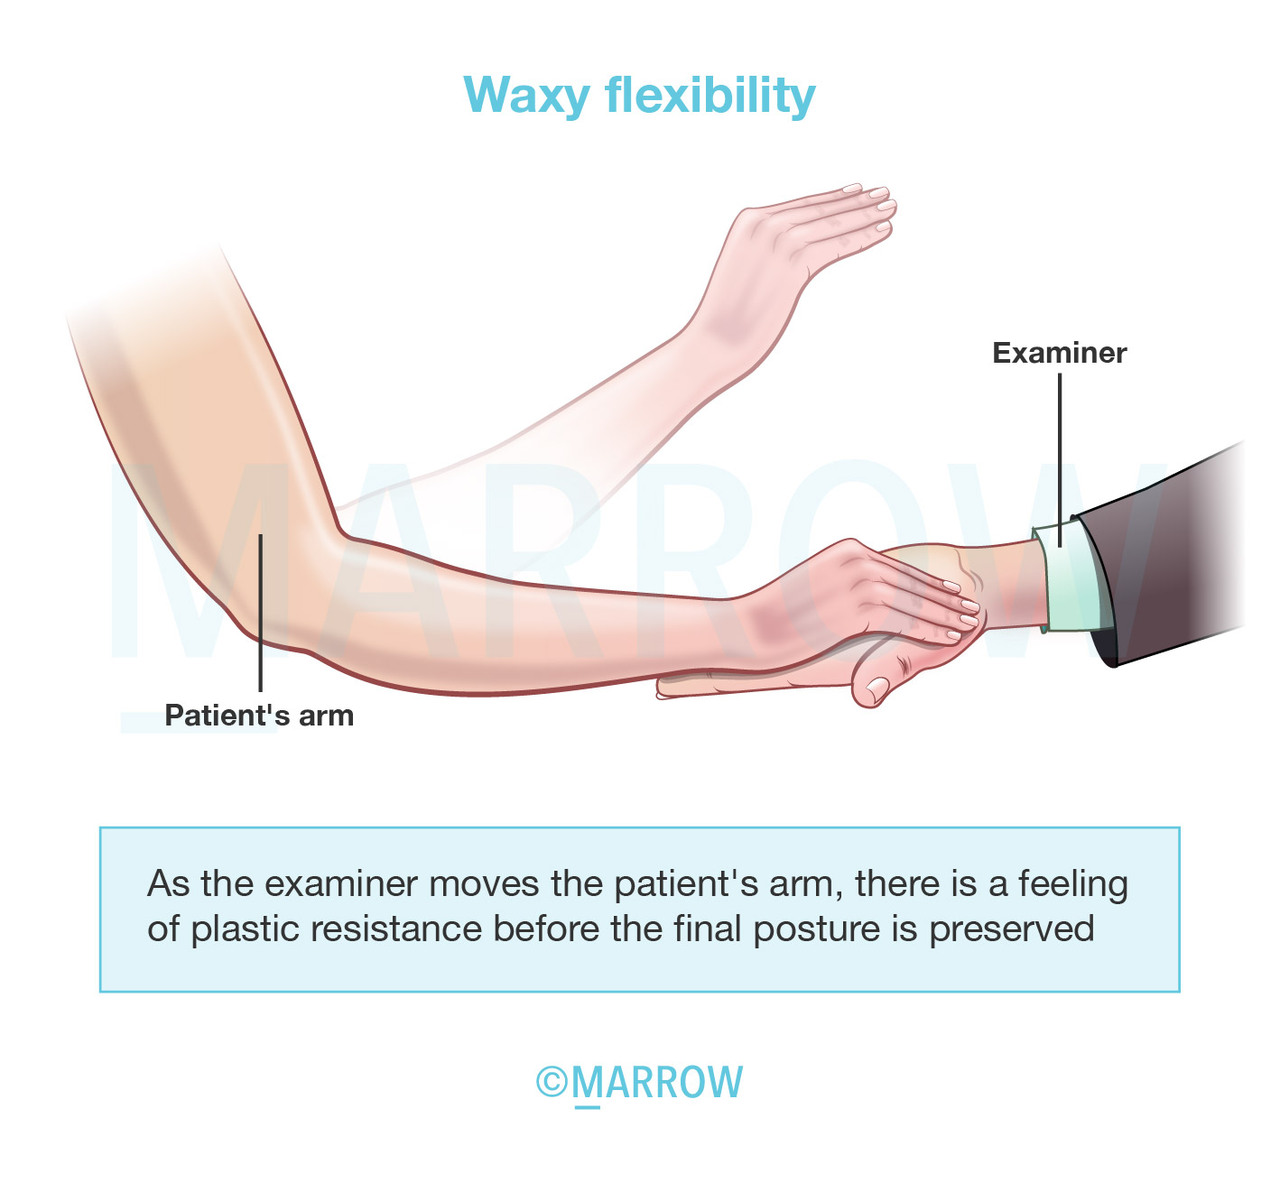 Waxy flexibility
Examiner
MARROW
Patient's arm
As the examiner moves the patient's arm, there is a feeling
of plastic resistance before the final posture is preserved
©MARROW